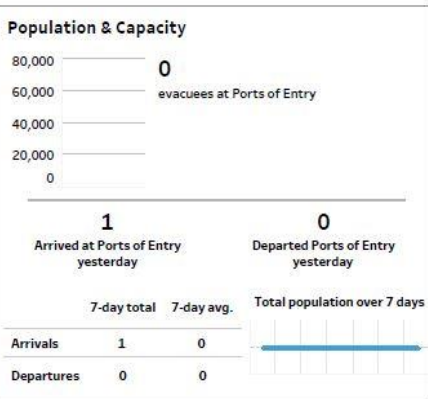 Population & Capacity
80,000
60,000
40,000
20,000
0
0
evacuees at Ports of Entry
1
Arrived at Ports of Entry
yesterday
0
Departed Ports of Entry
yesterday
7-day total 7-day avg.
Arrivals 1 0
Departures 0 0
Total population over 7 days